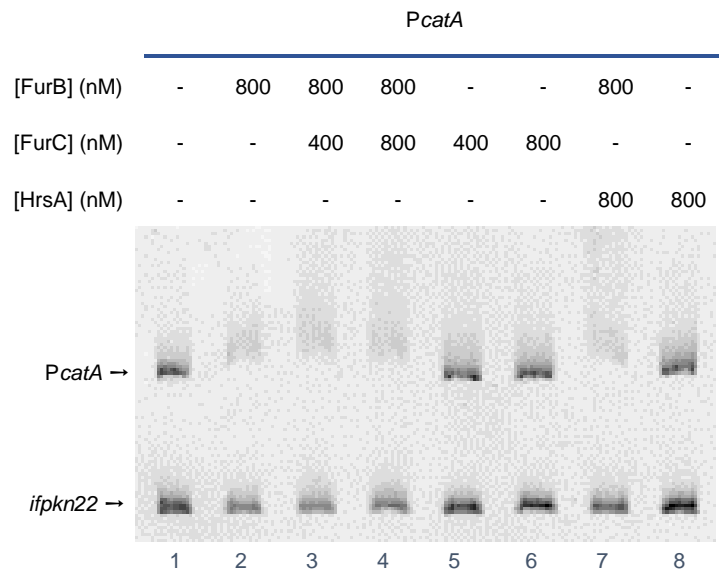 PcatA
[FurB] (nM) - 800 800 800 - - 800 -
[FurC] (nM) - - 400 800 400 800 - -
[HrsA] (nM) - - - - - - 800 800
PcatA →
ifpkn22 →
1 2 3 4 5 6 7 8